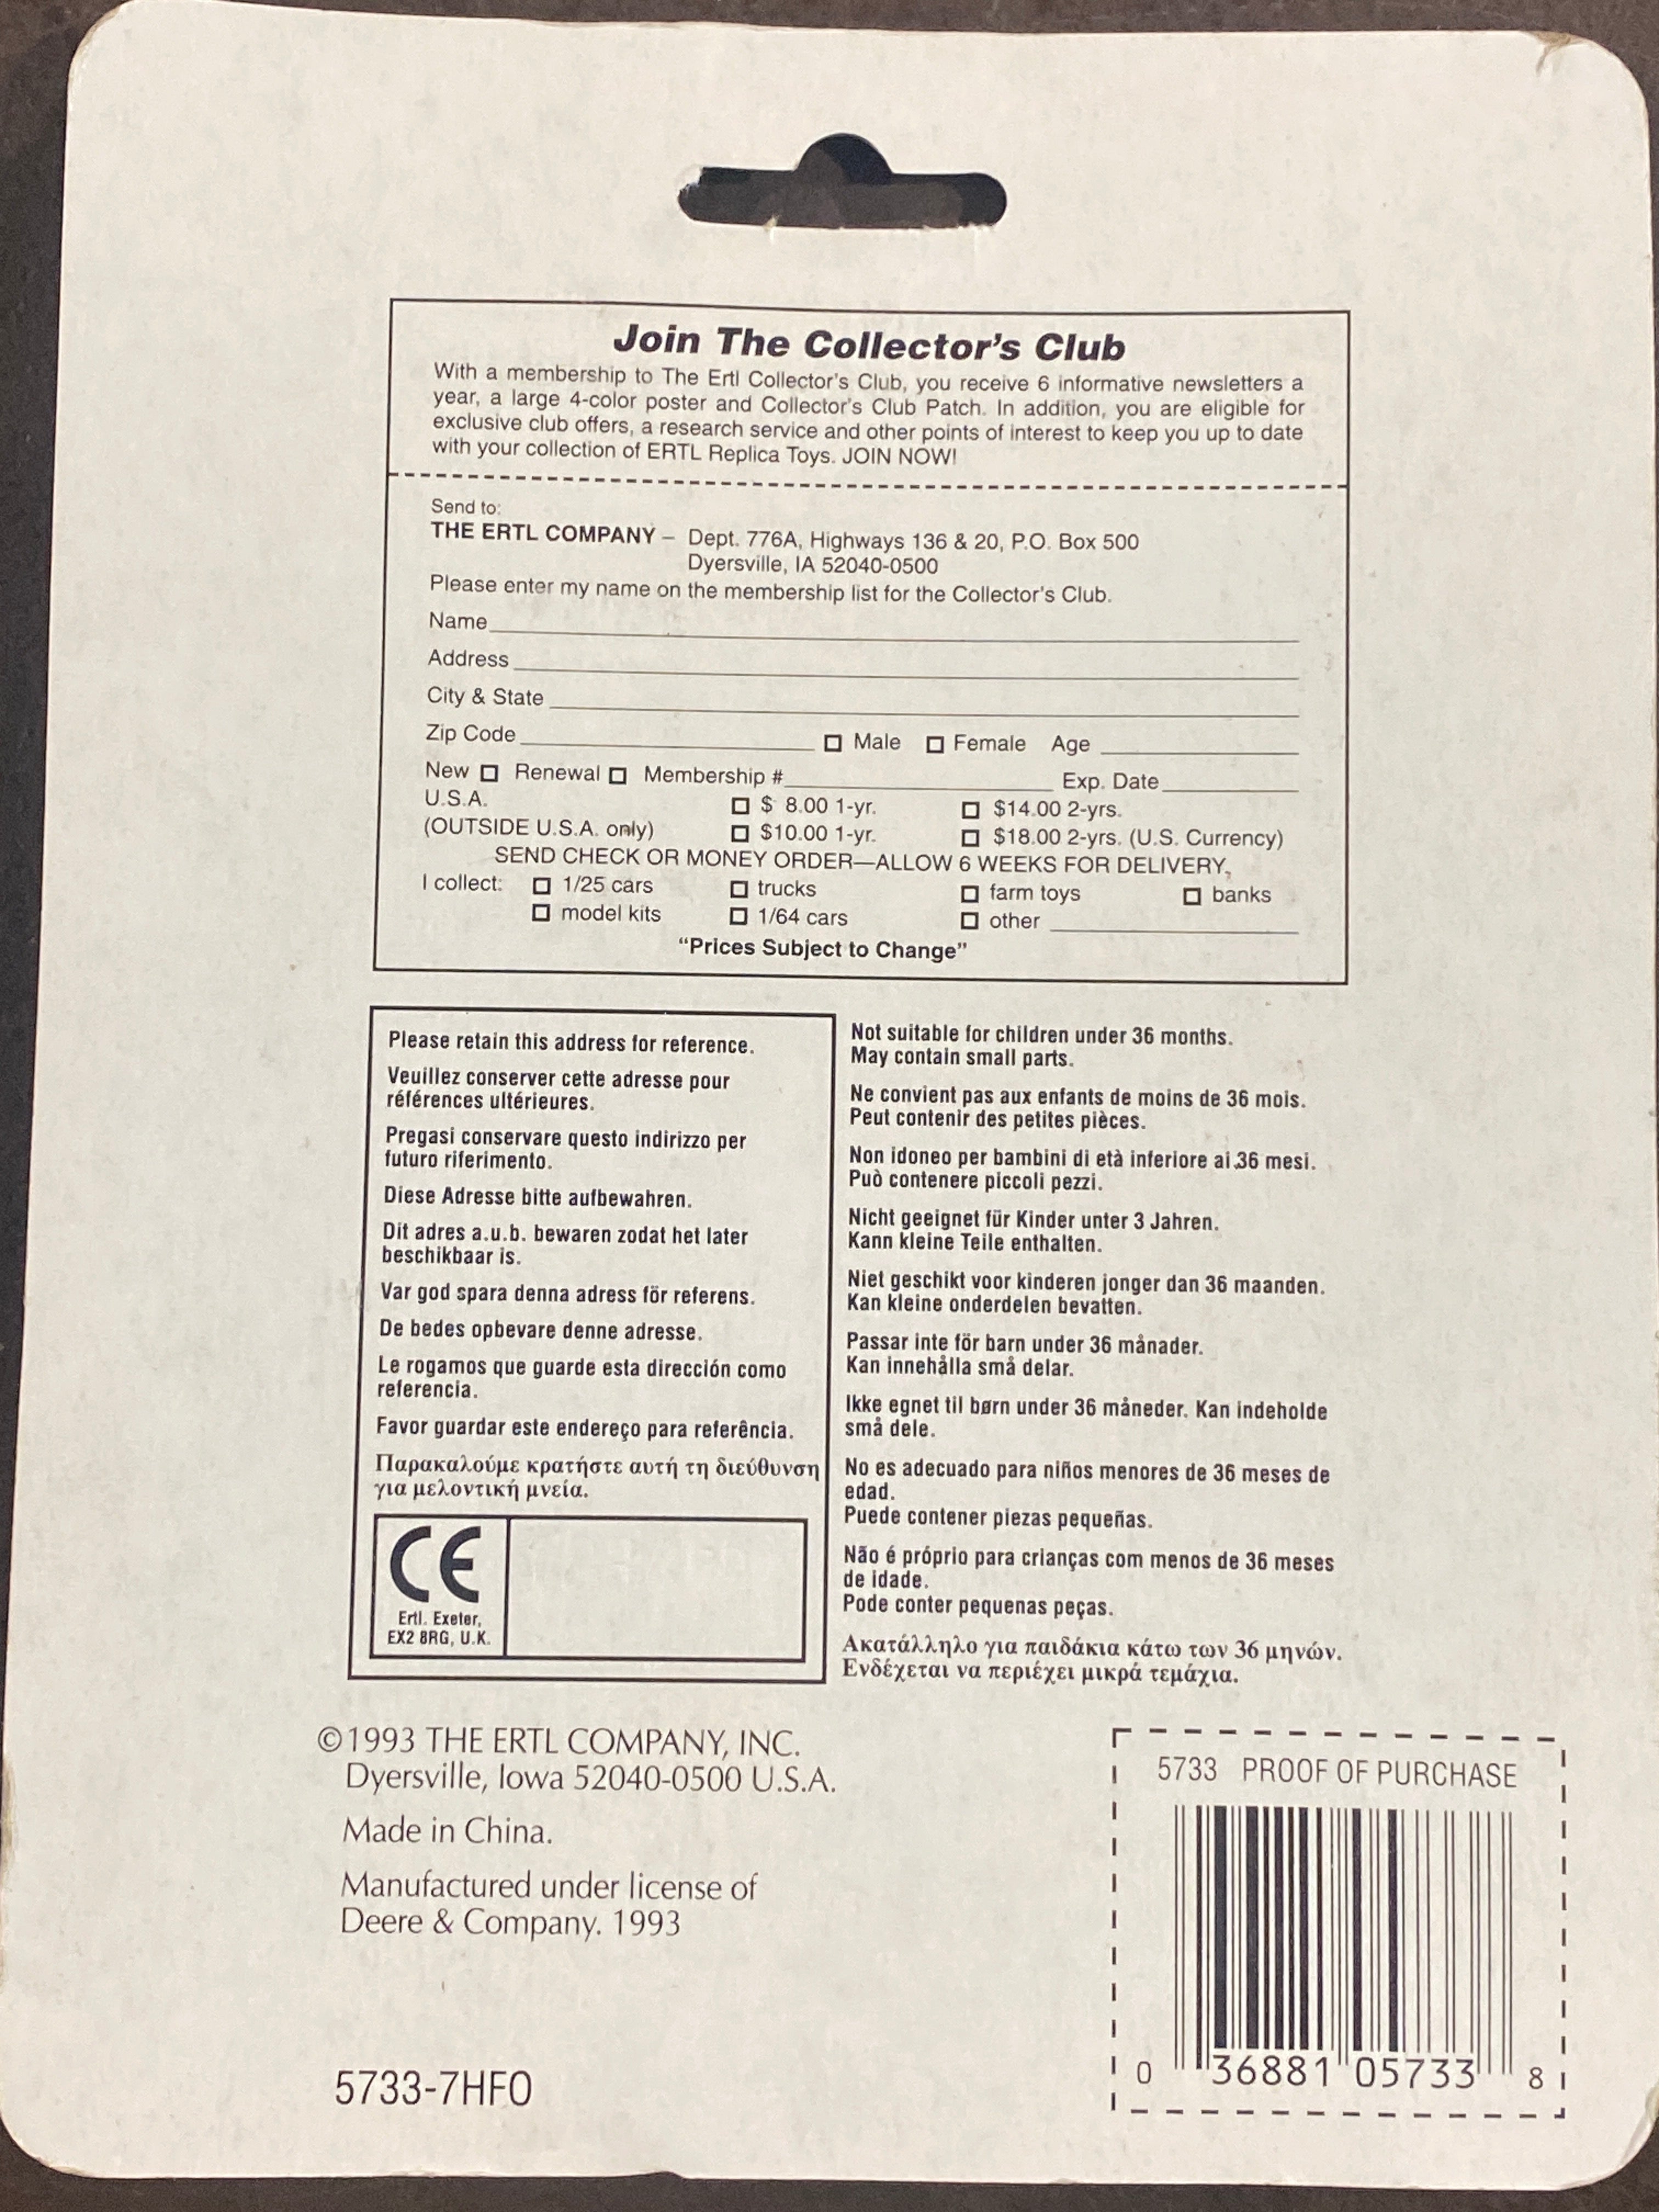 Join The Collector's Club
With a membership to The Ertl Collector's Club, you receive 6 informative newsletters a
year, a large 4-color poster and Collector's Club Patch. In addition, you are eligible for
exclusive club offers, a research service and other points of interest to keep you up to date
with your collection of ERTL Replica Toys. JOIN NOW!
Send to:
THE ERTL COMPANY – Dept. 776A, Highways 136 & 20, P.O. Box 500
Dyersville, IA 52040-0500
Please enter my name on the membership list for the Collector's Club.
Name
Address
City & State
Zip Code □ Male □ Female Age
New □ Renewal □ Membership # Exp. Date
U.S.A. □ $ 8.00 1-yr. □ $14.00 2-yrs.
(OUTSIDE U.S.A. only) □ $10.00 1-yr. □ $18.00 2-yrs. (U.S. Currency)
SEND CHECK OR MONEY ORDER—ALLOW 6 WEEKS FOR DELIVERY.
I collect: □ 1/25 cars □ trucks □ farm toys □ banks
□ model kits □ 1/64 cars □ other
"Prices Subject to Change"
Please retain this address for reference.
Veuillez conserver cette adresse pour
références ultérieures.
Pregasi conservare questo indirizzo per
futuro riferimento.
Diese Adresse bitte aufbewahren.
Dit adres a.u.b. bewaren zodat het later
beschikbaar is.
Var god spara denna adress för referens.
De bedes opbevare denne adresse.
Le rogamos que guarde esta dirección como
referencia.
Favor guardar este endereço para referência.
Παρακαλούμε κρατήστε αυτή τη διεύθυνση
για μελοντική μνεία.
CE
Ertl. Exeter,
EX2 8RG, U.K.
Not suitable for children under 36 months.
May contain small parts.
Ne convient pas aux enfants de moins de 36 mois.
Peut contenir des petites pièces.
Non idoneo per bambini di età inferiore ai 36 mesi.
Può contenere piccoli pezzi.
Nicht geeignet für Kinder unter 3 Jahren.
Kann kleine Teile enthalten.
Niet geschikt voor kinderen jonger dan 36 maanden.
Kan kleine onderdelen bevatten.
Passar inte för barn under 36 månader.
Kan innehålla små delar.
Ikke egnet til børn under 36 måneder. Kan indeholde
små dele.
No es adecuado para niños menores de 36 meses de
edad.
Puede contener piezas pequeñas.
Não é próprio para crianças com menos de 36 meses
de idade.
Pode conter pequenas peças.
Ακατάλληλο για παιδάκια κάτω των 36 μηνών.
Ενδέχεται να περιέχει μικρά τεμάχια.
©1993 THE ERTL COMPANY, INC.
Dyersville, Iowa 52040-0500 U.S.A.
Made in China.
Manufactured under license of
Deere & Company. 1993
5733-7HFO
5733 PROOF OF PURCHASE
0 36881 05733 8